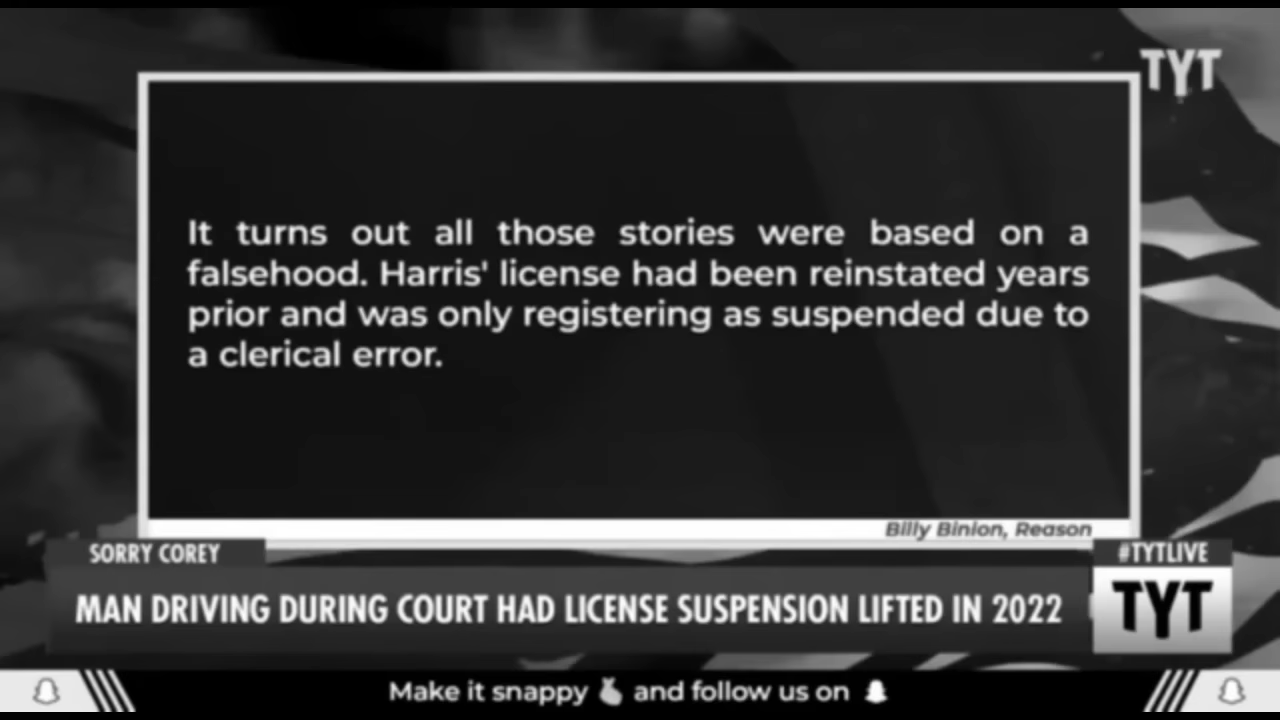 TYT
It turns out all those stories were based on a
falsehood. Harris' license had been reinstated years
prior and was only registering as suspended due to
a clerical error.
Billy Binion, Reason
SORRY COREY
#TYTLIVE
MAN DRIVING DURING COURT HAD LICENSE SUSPENSION LIFTED IN 2022
TYT
Make it snappy and follow us on